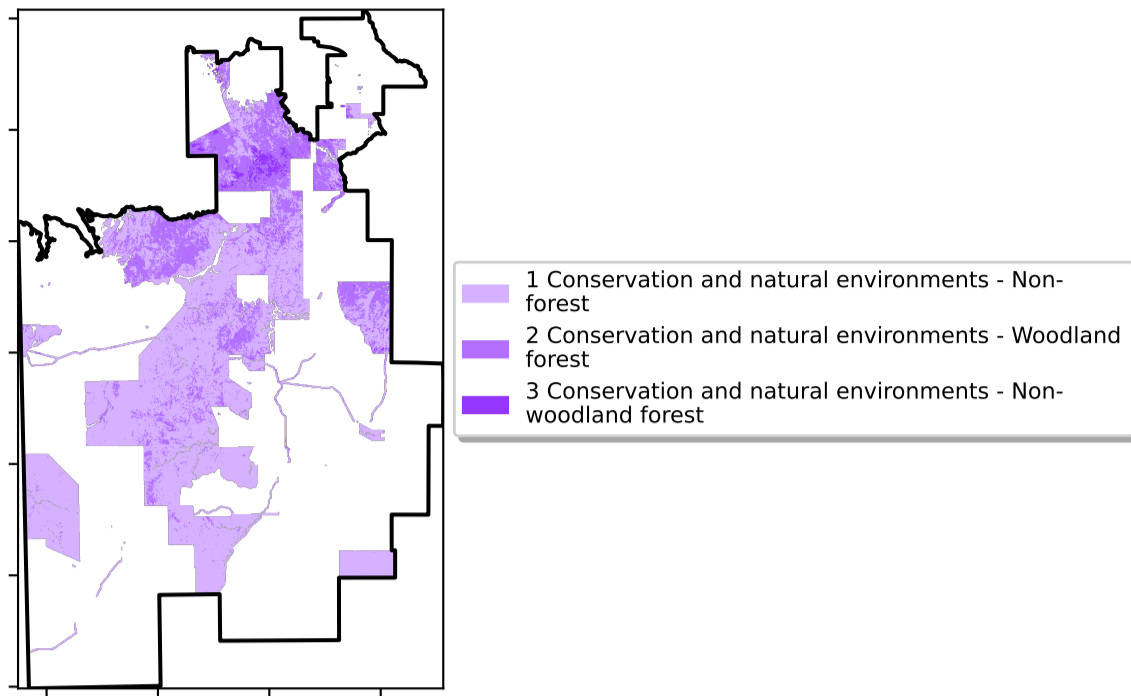 1 Conservation and natural environments - Non-
forest
2 Conservation and natural environments - Woodland
forest
3 Conservation and natural environments - Non-
woodland forest